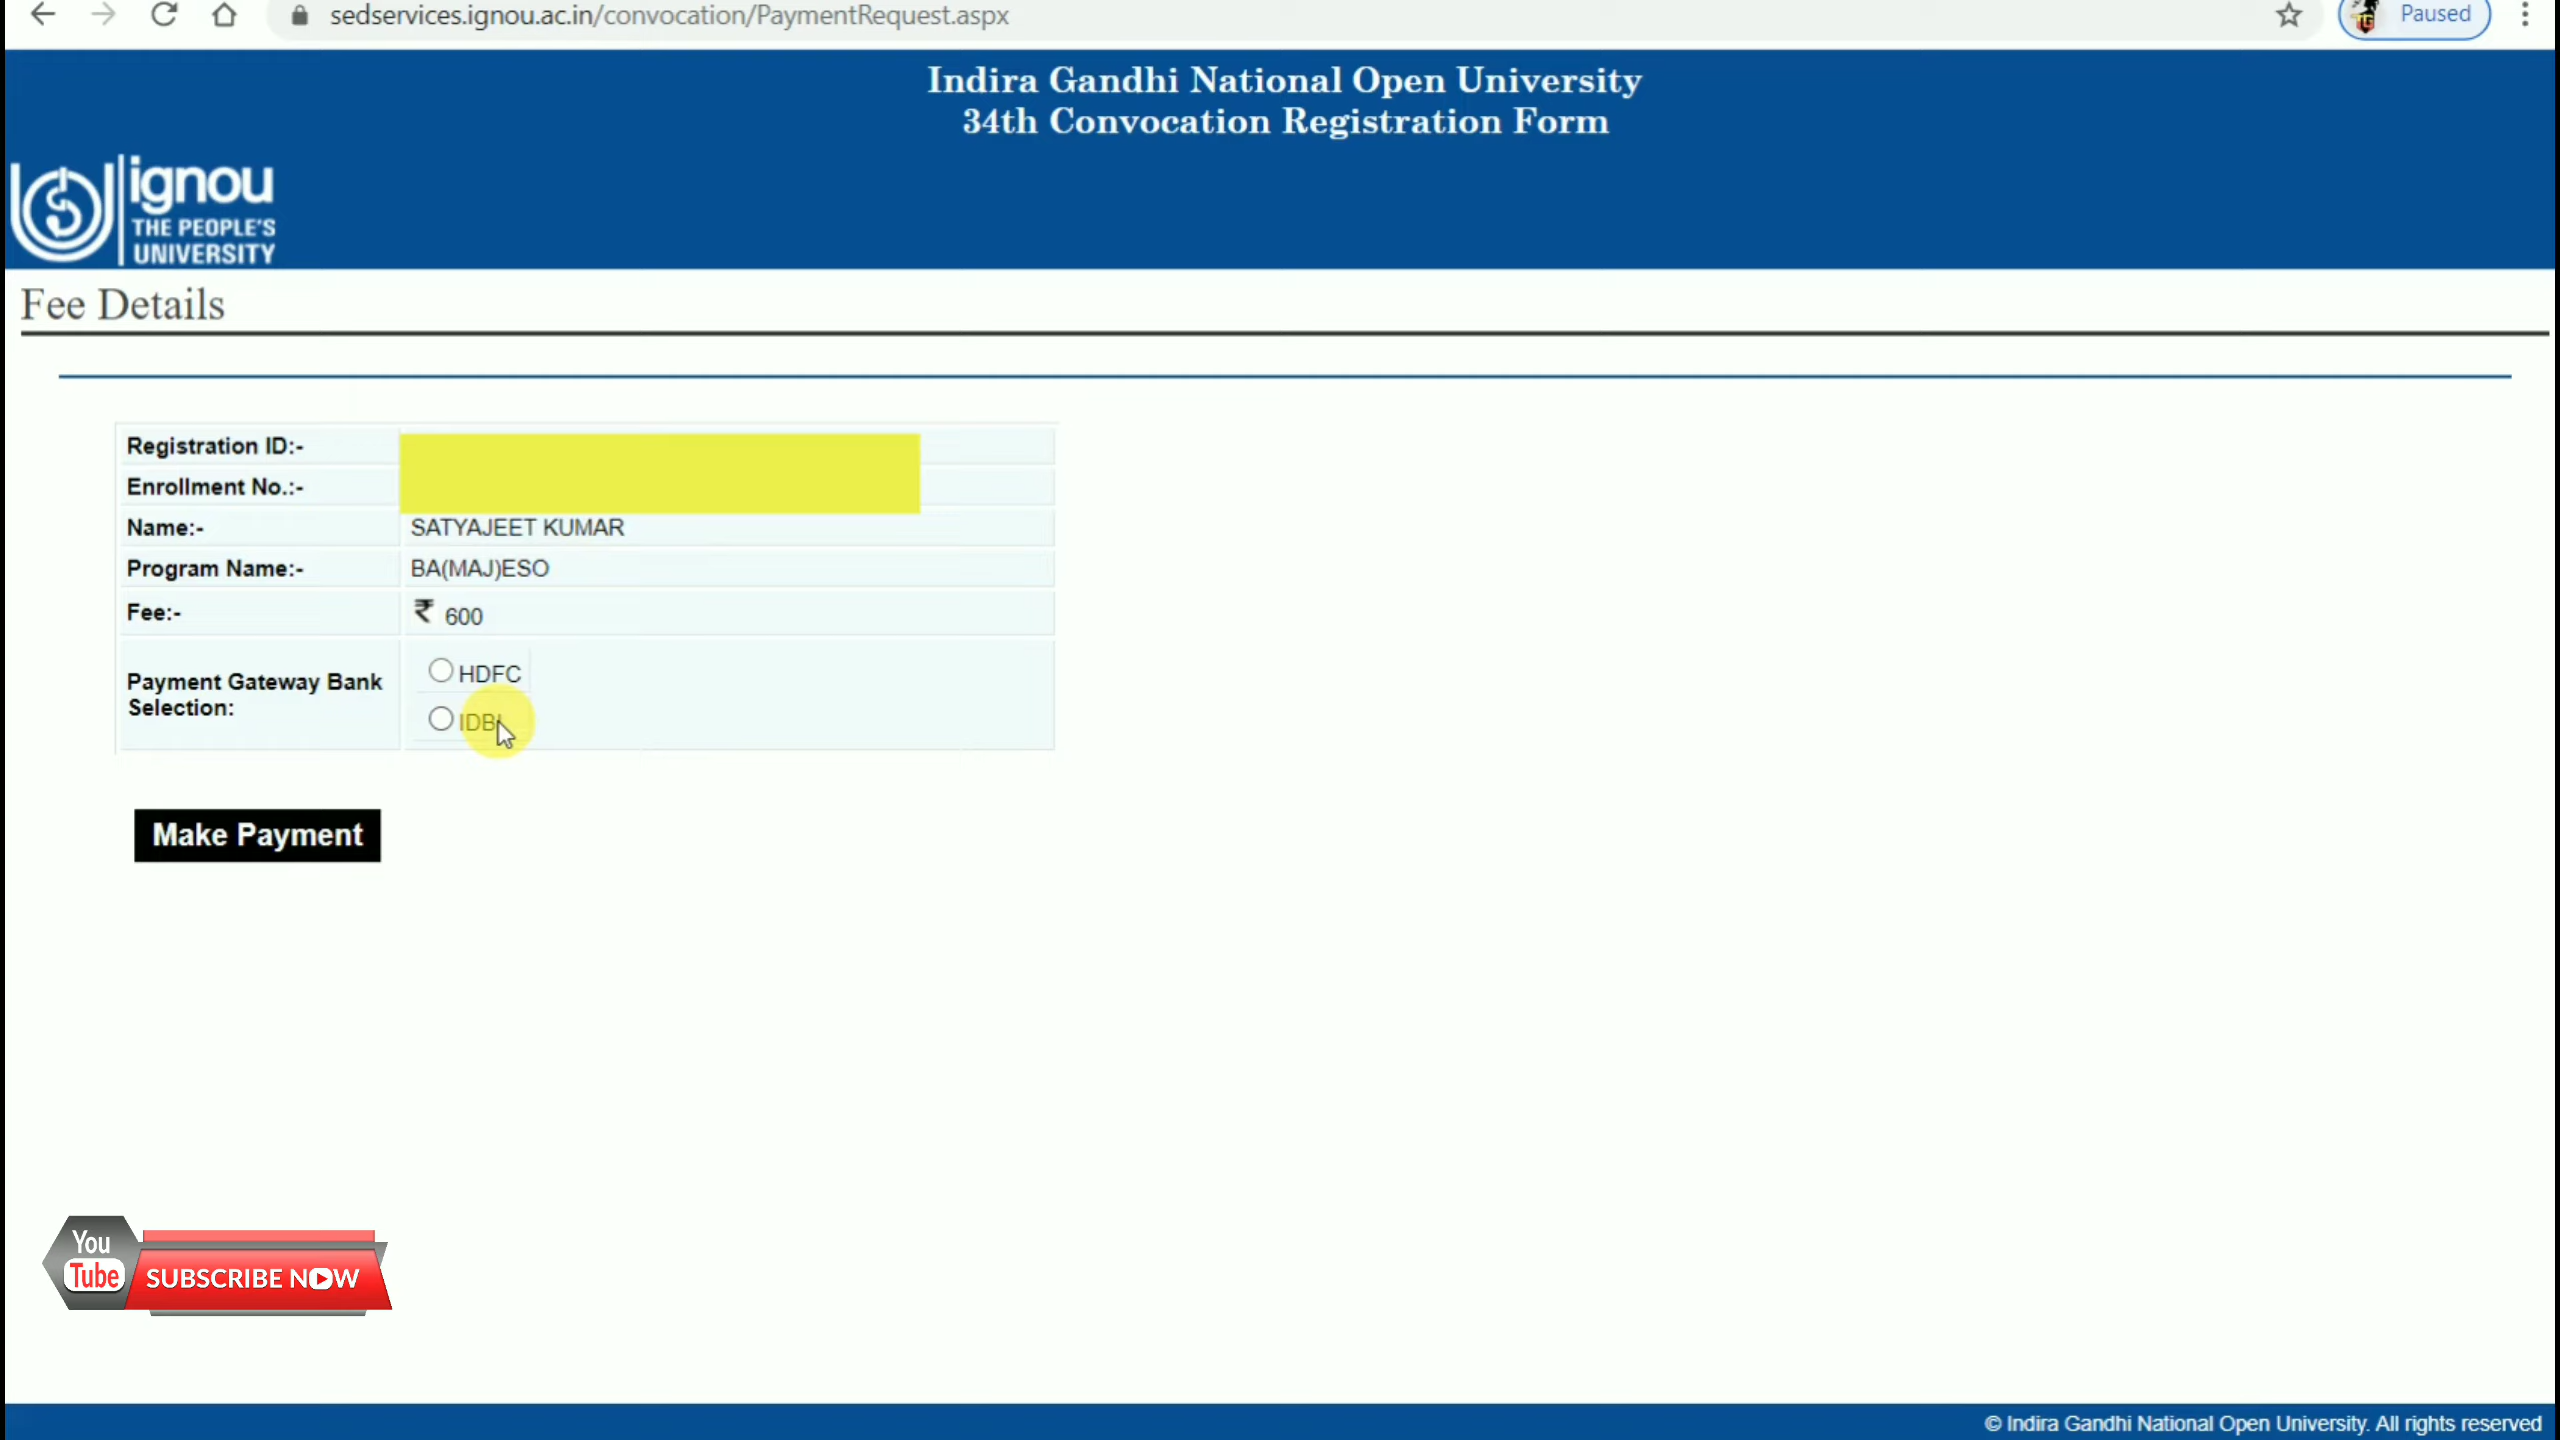 sedservices.ignou.ac.in/convocation/PaymentRequest.aspx
Paused
Indira Gandhi National Open University
34th Convocation Registration Form
ignou
THE PEOPLE'S
UNIVERSITY
Fee Details
Registration ID:-
Enrollment No.:-
Name:- SATYAJEET KUMAR
Program Name:- BA(MAJ)ESO
Fee:- ₹ 600
Payment Gateway Bank
Selection:
HDFC
IDBI
Make Payment
You
Tube
SUBSCRIBE NOW
© Indira Gandhi National Open University. All rights reserved